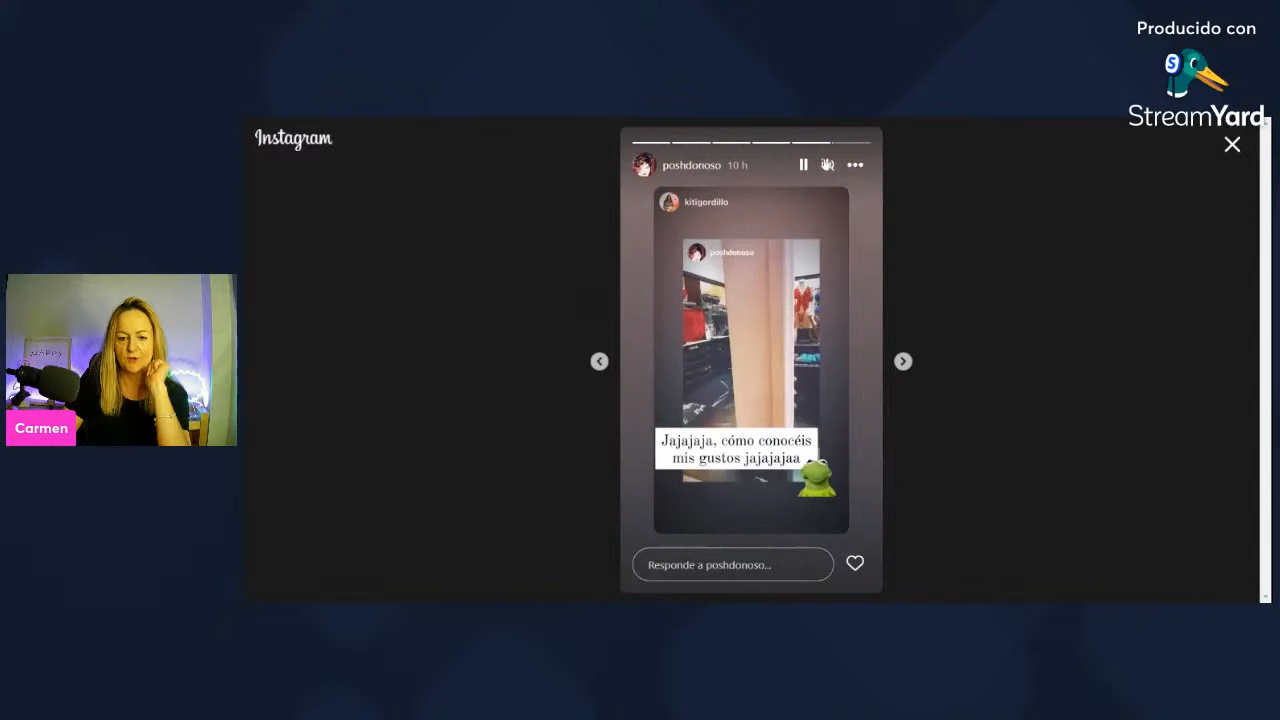 Producido con
StreamYard
Instagram
poshdonoso 10 h
kitigordillo
poshdonoso
Jajajaja, cómo conocéis
mis gustos jajajajaa
Responde a poshdonoso...
Carmen